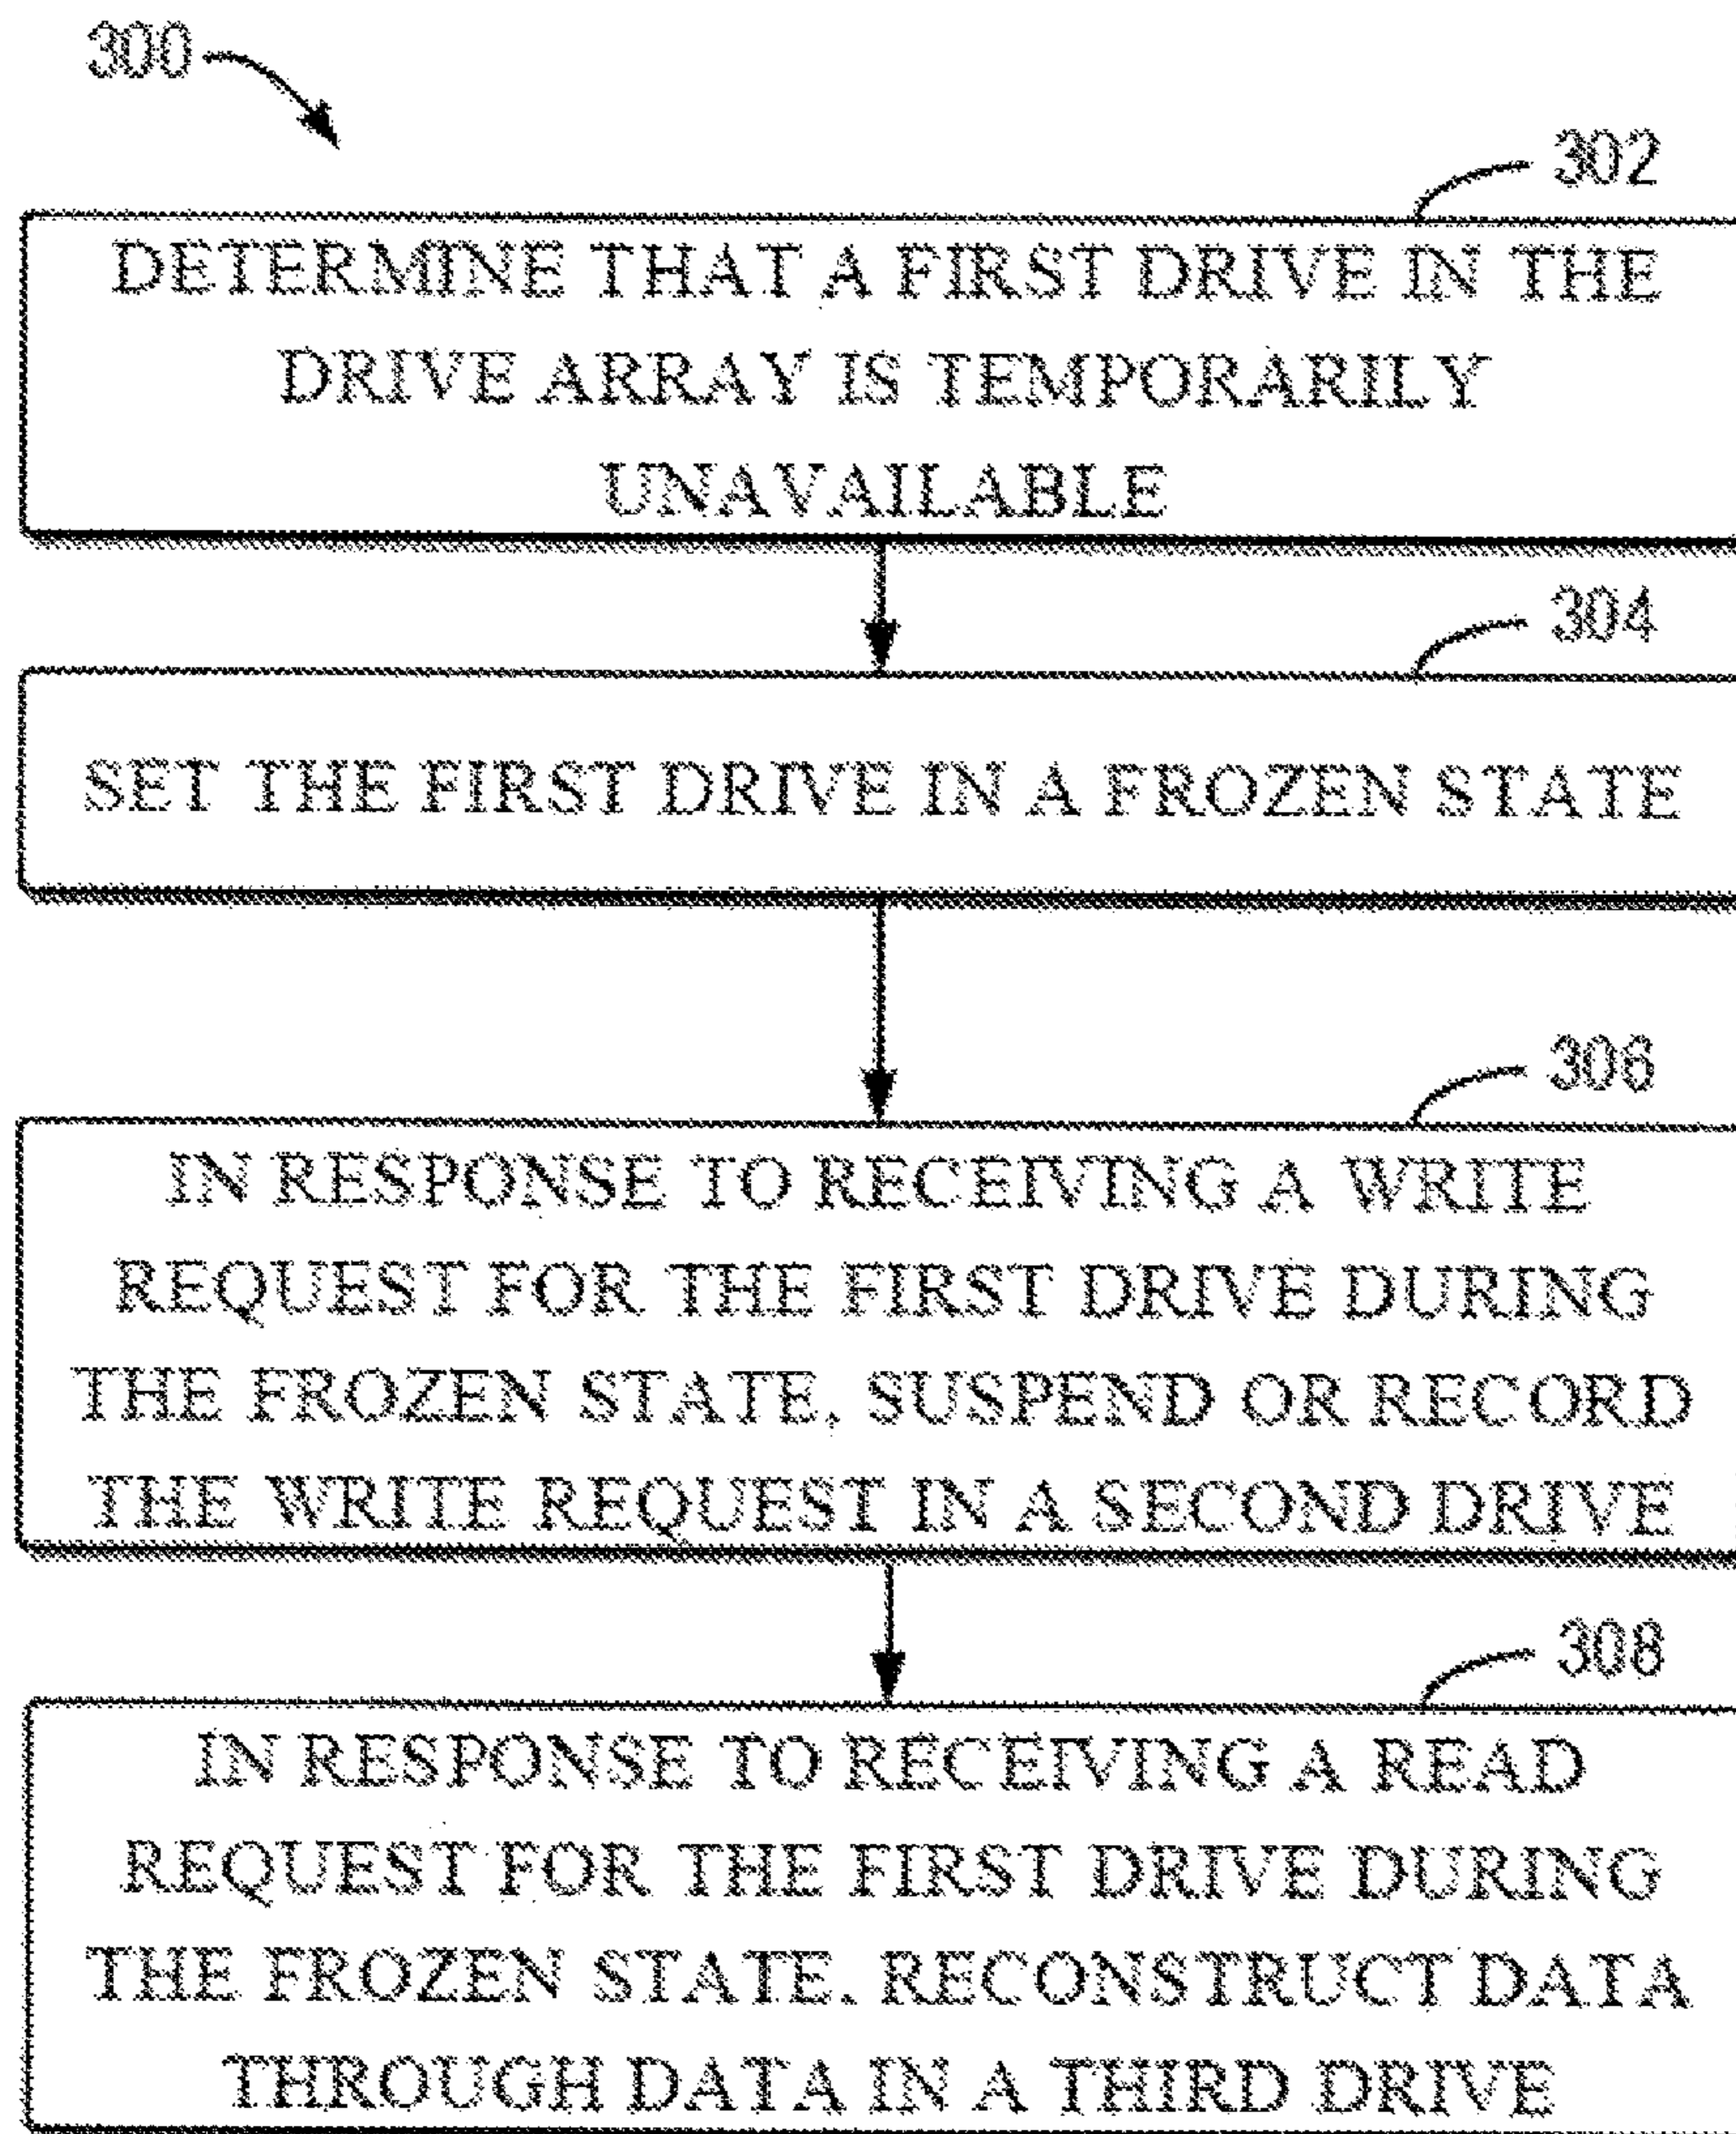 300
302
DETERMINE THAT A FIRST DRIVE IN THE
DRIVE ARRAY IS TEMPORARILY
UNAVAILABLE
304
SET THE FIRST DRIVE IN A FROZEN STATE
306
IN RESPONSE TO RECEIVING A WRITE
REQUEST FOR THE FIRST DRIVE DURING
THE FROZEN STATE, SUSPEND OR RECORD
THE WRITE REQUEST IN A SECOND DRIVE
308
IN RESPONSE TO RECEIVING A READ
REQUEST FOR THE FIRST DRIVE DURING
THE FROZEN STATE, RECONSTRUCT DATA
THROUGH DATA IN A THIRD DRIVE